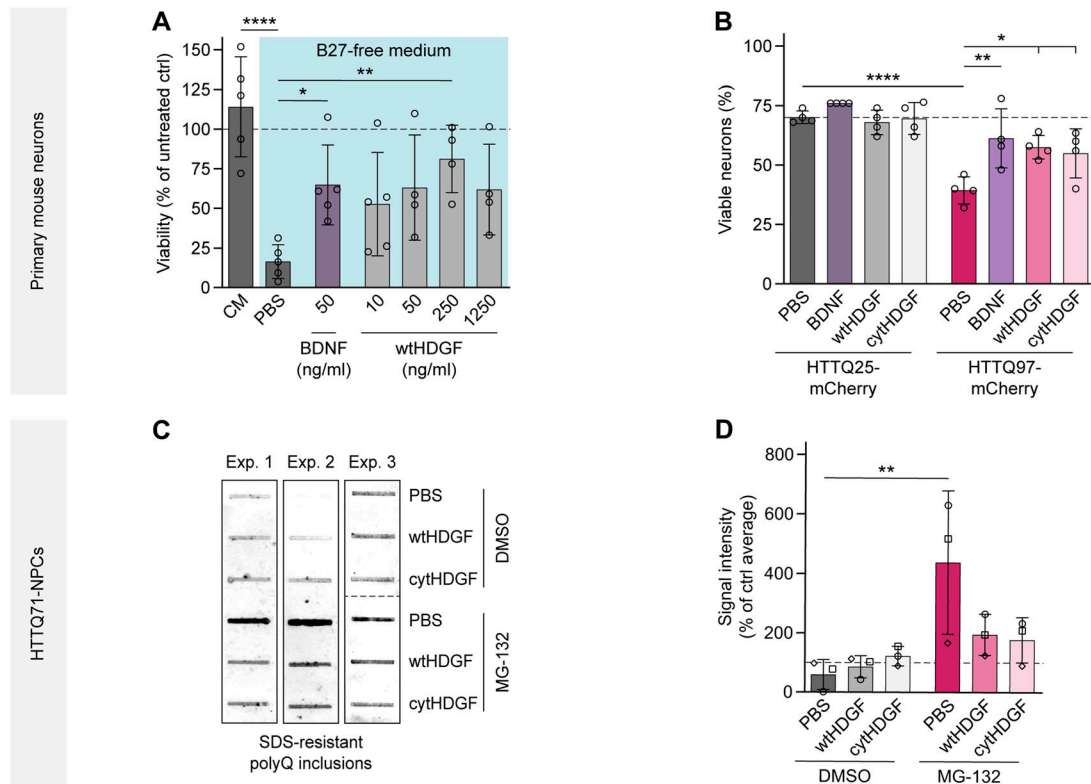 Primary mouse neurons
A
****
B27-free medium
**
*
150
125
100
75
50
25
0
Viability (% of untreated ctrl)
CM
PBS
50
10
50
250
1250
BDNF
(ng/ml)
wtHDGF
(ng/ml)
B
*
**
****
100
75
50
25
0
Viable neurons (%)
PBS
BDNF
wtHDGF
cytHDGF
PBS
BDNF
wtHDGF
cytHDGF
HTTQ25-
mCherry
HTTQ97-
mCherry
HTTQ71-NPCs
C
Exp. 1
Exp. 2
Exp. 3
PBS
wtHDGF
cytHDGF
DMSO
PBS
wtHDGF
cytHDGF
MG-132
SDS-resistant
polyQ inclusions
D
**
800
600
400
200
0
Signal intensity
(% of ctrl average)
PBS
wtHDGF
cytHDGF
PBS
wtHDGF
cytHDGF
DMSO
MG-132